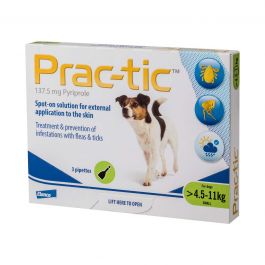 Prac-tic™
137.5 mg Pyriprole
Spot-on solution for external
application to the skin
Treatment & prevention of
infestations with fleas & ticks
3 pipettes
For dogs
>4.5-11kg
SMALL
Elanco
LIFT HERE TO OPEN